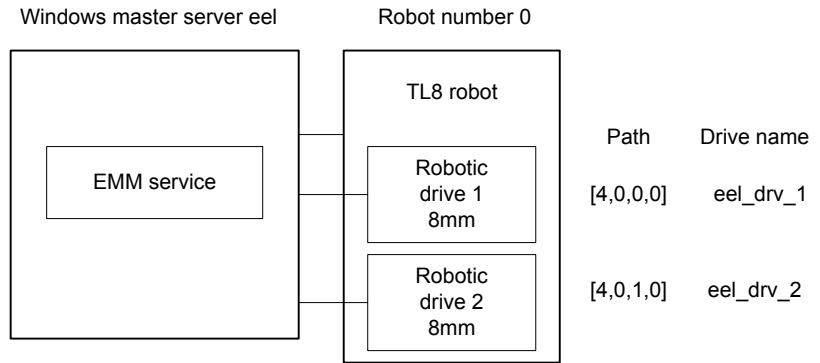 Windows master server eel
Robot number 0
TL8 robot
EMM service
Robotic
drive 1
8mm
Robotic
drive 2
8mm
Path Drive name
[4,0,0,0] eel_drv_1
[4,0,1,0] eel_drv_2